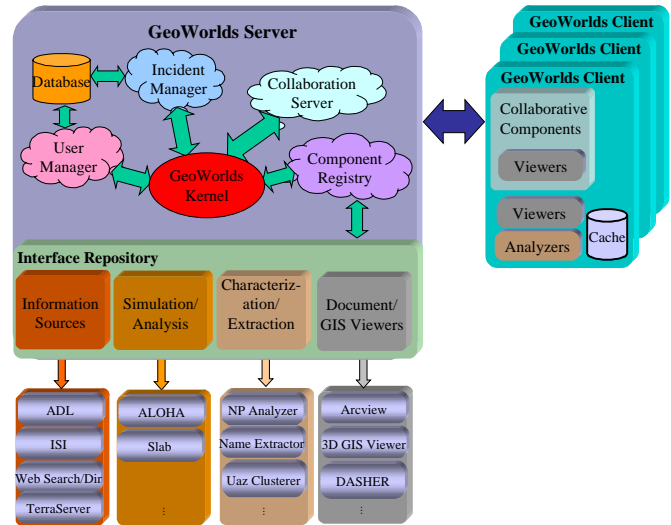 GeoWorlds Server
Database
Incident
Manager
Collaboration
Server
User
Manager
GeoWorlds
Kernel
Component
Registry
GeoWorlds Client
GeoWorlds Client
GeoWorlds Client
Collaborative
Components
Viewers
Viewers
Analyzers
Cache
Interface Repository
Information
Sources
Simulation/
Analysis
Characteriz-
ation/
Extraction
Document/
GIS Viewers
ADL
ISI
Web Search/Dir
TerraServer
ALOHA
Slab
...
NP Analyzer
Name Extractor
Uaz Clusterer
...
Arcview
3D GIS Viewer
DASHER
...